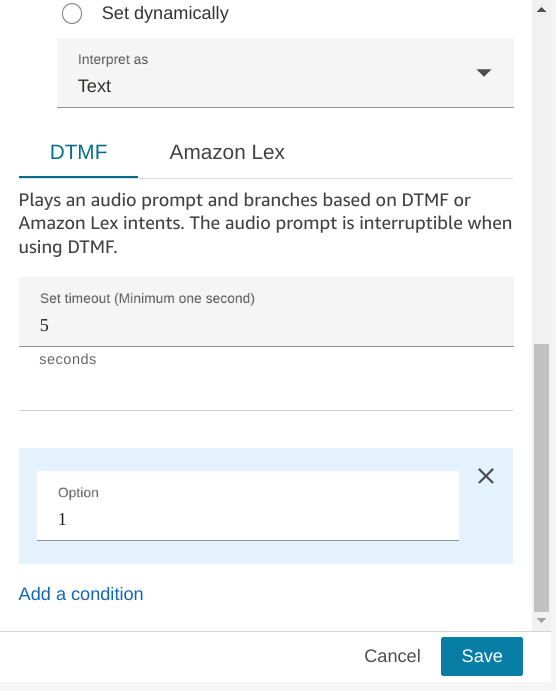 Set dynamically
Interpret as
Text
DTMF Amazon Lex
Plays an audio prompt and branches based on DTMF or
Amazon Lex intents. The audio prompt is interruptible when
using DTMF.
Set timeout (Minimum one second)
5
seconds
Option
1
Add a condition
Cancel Save